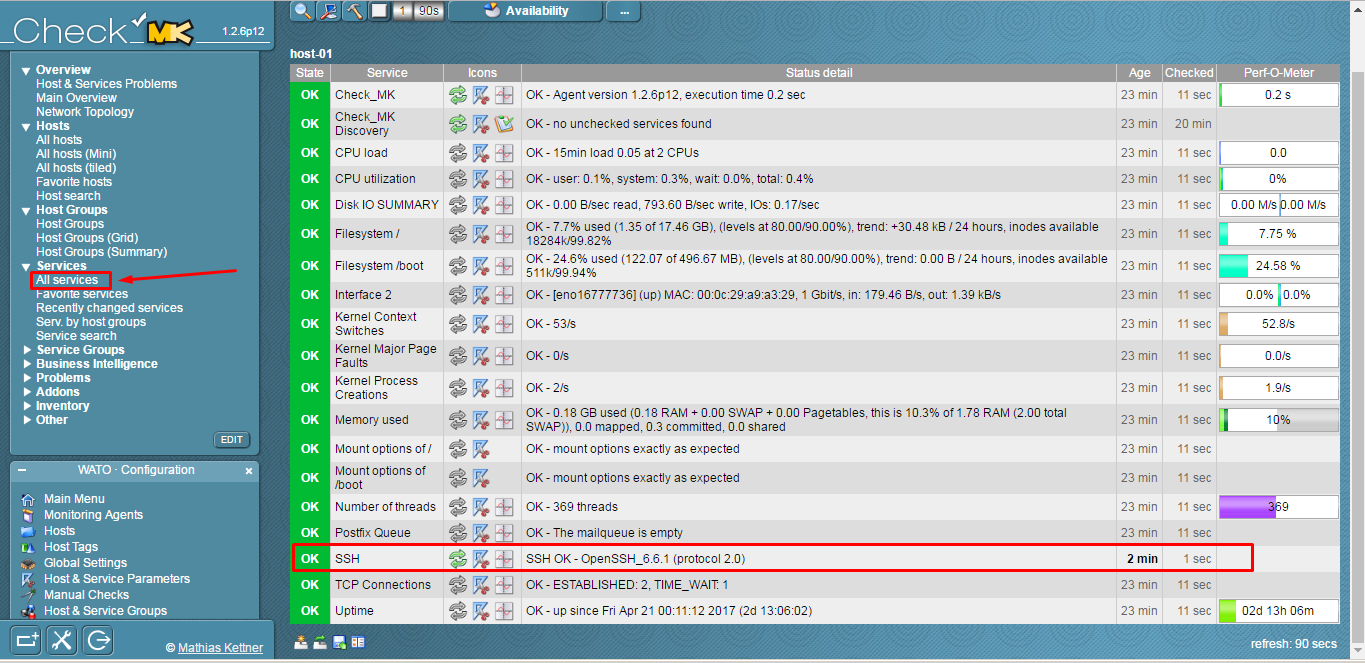 Check MK
1.2.6p12
Overview
Host & Services Problems
Main Overview
Network Topology
Hosts
All hosts
All hosts (Mini)
All hosts (tiled)
Favorite hosts
Host search
Host Groups
Host Groups
Host Groups (Grid)
Host Groups (Summary)
Services
All services
Favorite services
Recently changed services
Serv. by host groups
Service search
Service Groups
Business Intelligence
Problems
Addons
Inventory
Other
EDIT
WATO · Configuration
Main Menu
Monitoring Agents
Hosts
Host Tags
Global Settings
Host & Service Parameters
Manual Checks
Host & Service Groups
© Mathias Kettner
1 90s Availability ...
host-01
State Service Icons Status detail Age Checked Perf-O-Meter
OK Check_MK OK - Agent version 1.2.6p12, execution time 0.2 sec 23 min 11 sec 0.2 s
OK Check_MK Discovery OK - no unchecked services found 23 min 20 min
OK CPU load OK - 15min load 0.05 at 2 CPUs 23 min 11 sec 0.0
OK CPU utilization OK - user: 0.1%, system: 0.3%, wait: 0.0%, total: 0.4% 23 min 11 sec 0%
OK Disk IO SUMMARY OK - 0.00 B/sec read, 793.60 B/sec write, IOs: 0.17/sec 23 min 11 sec 0.00 M/s 0.00 M/s
OK Filesystem / OK - 7.7% used (1.35 of 17.46 GB), (levels at 80.00/90.00%), trend: +30.48 kB / 24 hours, inodes available
18284k/99.82% 23 min 11 sec 7.75 %
OK Filesystem /boot OK - 24.6% used (122.07 of 496.67 MB), (levels at 80.00/90.00%), trend: 0.00 B / 24 hours, inodes available
511k/99.94% 23 min 11 sec 24.58 %
OK Interface 2 OK - [eno16777736] (up) MAC: 00:0c:29:a9:a3:29, 1 Gbit/s, in: 179.46 B/s, out: 1.39 kB/s 23 min 11 sec 0.0% 0.0%
OK Kernel Context Switches OK - 53/s 23 min 11 sec 52.8/s
OK Kernel Major Page Faults OK - 0/s 23 min 11 sec 0.0/s
OK Kernel Process Creations OK - 2/s 23 min 11 sec 1.9/s
OK Memory used OK - 0.18 GB used (0.18 RAM + 0.00 SWAP + 0.00 Pagetables, this is 10.3% of 1.78 RAM (2.00 total
SWAP)), 0.0 mapped, 0.3 committed, 0.0 shared 23 min 11 sec 10%
OK Mount options of / OK - mount options exactly as expected 23 min 11 sec
OK Mount options of /boot OK - mount options exactly as expected 23 min 11 sec
OK Number of threads OK - 369 threads 23 min 11 sec 369
OK Postfix Queue OK - The mailqueue is empty 23 min 11 sec
OK SSH SSH OK - OpenSSH_6.6.1 (protocol 2.0) 2 min 1 sec
OK TCP Connections OK - ESTABLISHED: 2, TIME_WAIT: 1 23 min 11 sec
OK Uptime OK - up since Fri Apr 21 00:11:12 2017 (2d 13:06:02) 23 min 11 sec 02d 13h 06m
refresh: 90 secs